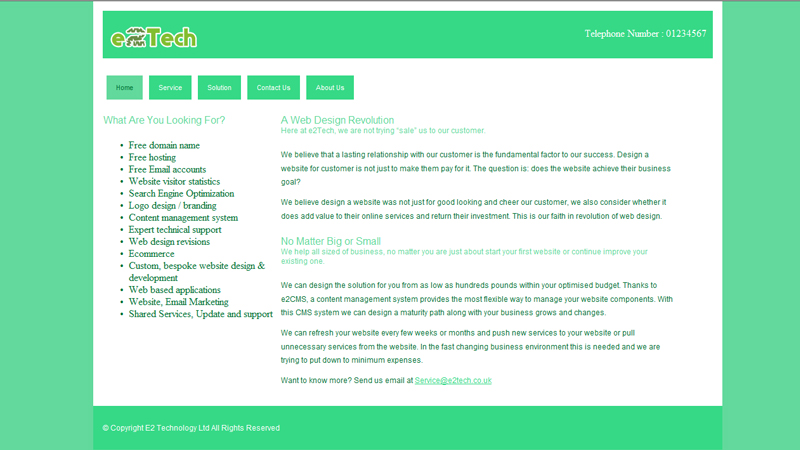 e2Tech
Telephone Number : 01234567
Home
Service
Solution
Contact Us
About Us
What Are You Looking For?
• Free domain name
• Free hosting
• Free Email accounts
• Website visitor statistics
• Search Engine Optimization
• Logo design / branding
• Content management system
• Expert technical support
• Web design revisions
• Ecommerce
• Custom, bespoke website design &
development
• Web based applications
• Website, Email Marketing
• Shared Services, Update and support
A Web Design Revolution
Here at e2Tech, we are not trying “sale” us to our customer.
We believe that a lasting relationship with our customer is the fundamental factor to our success. Design a
website for customer is not just to make them pay for it. The question is: does the website achieve their business
goal?
We believe design a website was not just for good looking and cheer our customer, we also consider whether it
does add value to their online services and return their investment. This is our faith in revolution of web design.
No Matter Big or Small
We help all sized of business, no matter you are just about start your first website or continue improve your
existing one.
We can design the solution for you from as low as hundreds pounds within your optimised budget. Thanks to
e2CMS, a content management system provides the most flexible way to manage your website components. With
this CMS system we can design a maturity path along with your business grows and changes.
We can refresh your website every few weeks or months and push new services to your website or pull
unnecessary services from the website. In the fast changing business environment this is needed and we are
trying to put down to minimum expenses.
Want to know more? Send us email at Service@e2tech.co.uk
© Copyright E2 Technology Ltd All Rights Reserved